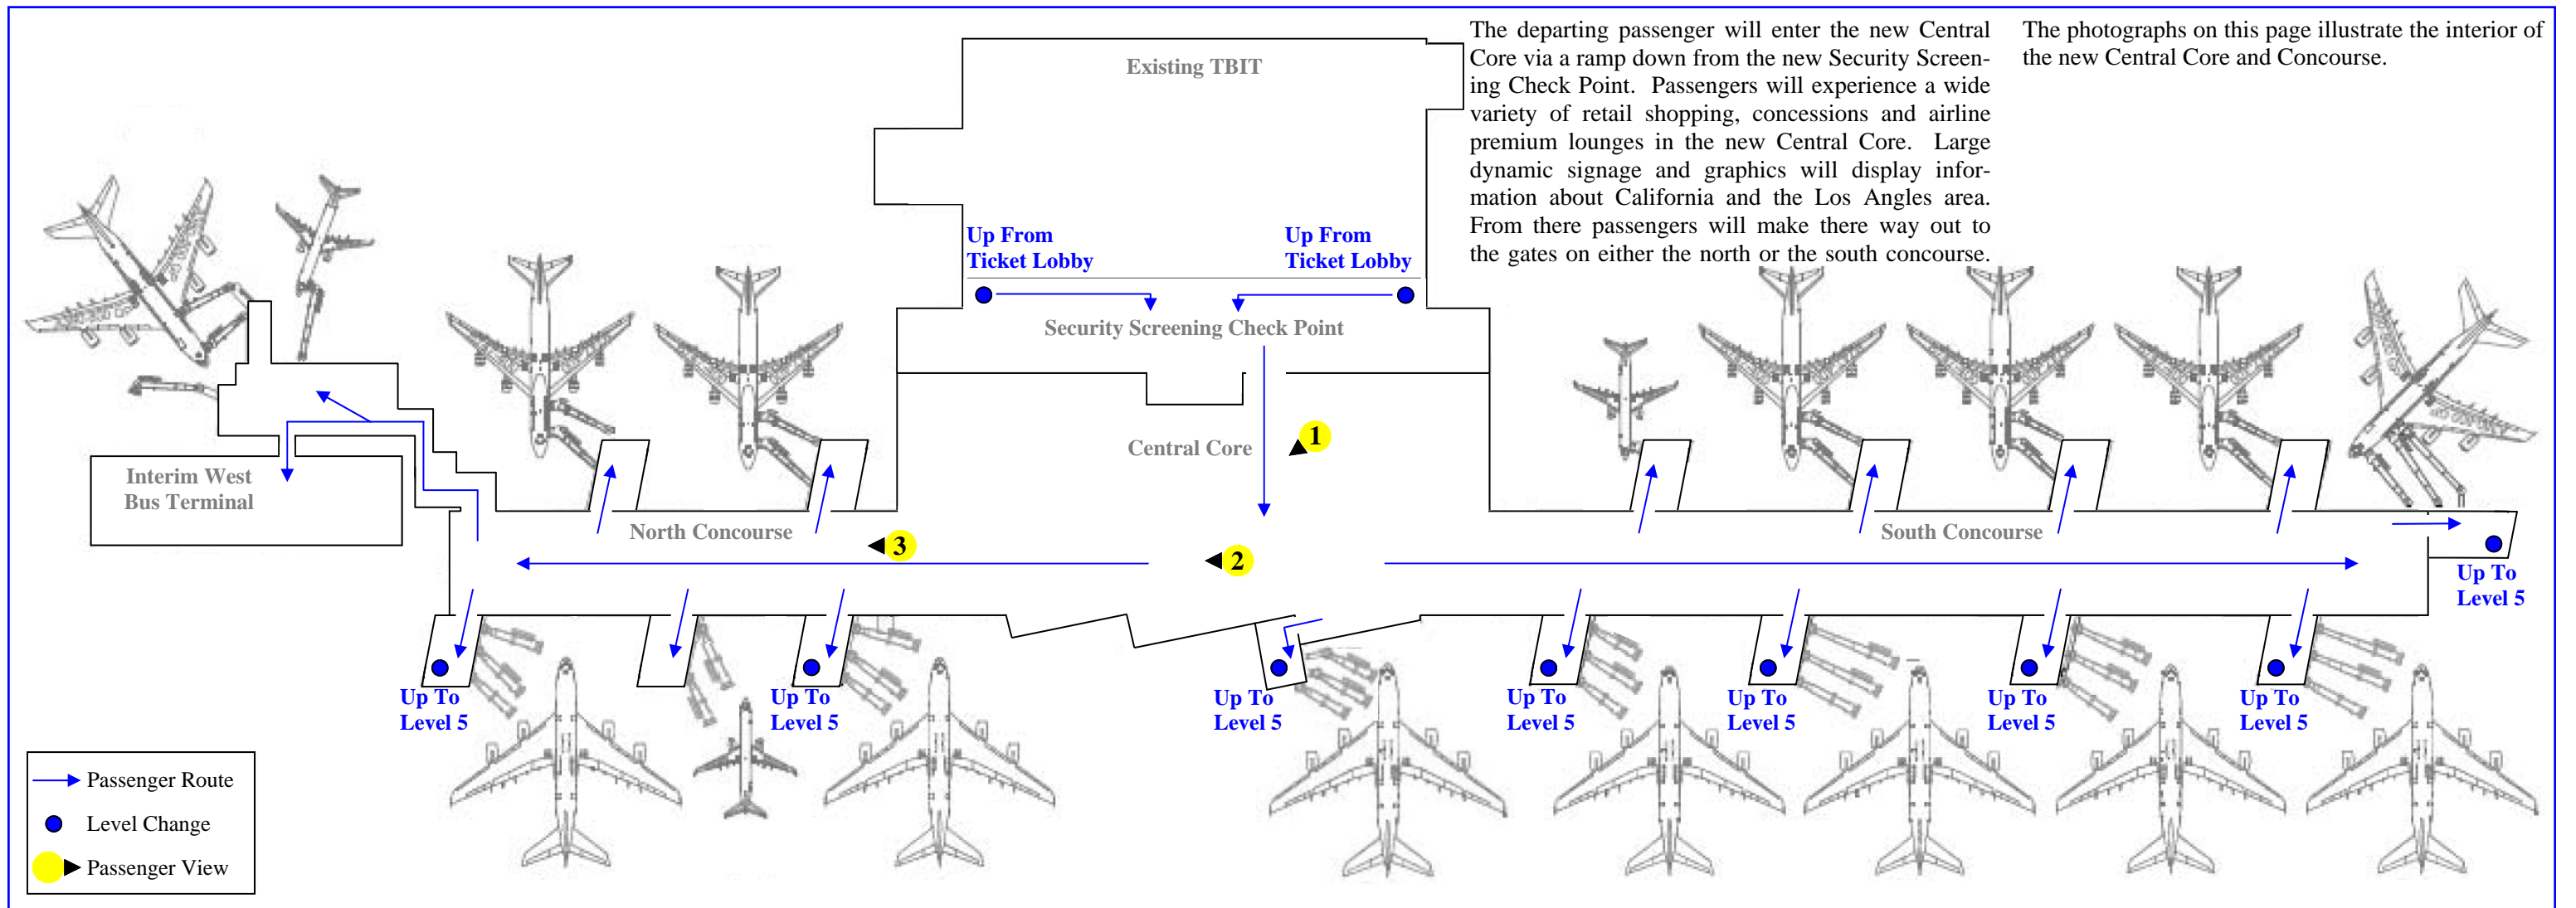 The departing passenger will enter the new Central
Core via a ramp down from the new Security Screen-
ing Check Point. Passengers will experience a wide
variety of retail shopping, concessions and airline
premium lounges in the new Central Core. Large
dynamic signage and graphics will display infor-
mation about California and the Los Angles area.
From there passengers will make there way out to
the gates on either the north or the south concourse.
The photographs on this page illustrate the interior of
the new Central Core and Concourse.
Existing TBIT
Up From
Ticket Lobby
Up From
Ticket Lobby
Security Screening Check Point
1
Central Core
Interim West
Bus Terminal
North Concourse
3
2
South Concourse
Up To
Level 5
Up To
Level 5
Up To
Level 5
Up To
Level 5
Up To
Level 5
Up To
Level 5
Up To
Level 5
Up To
Level 5
Passenger Route
Level Change
Passenger View